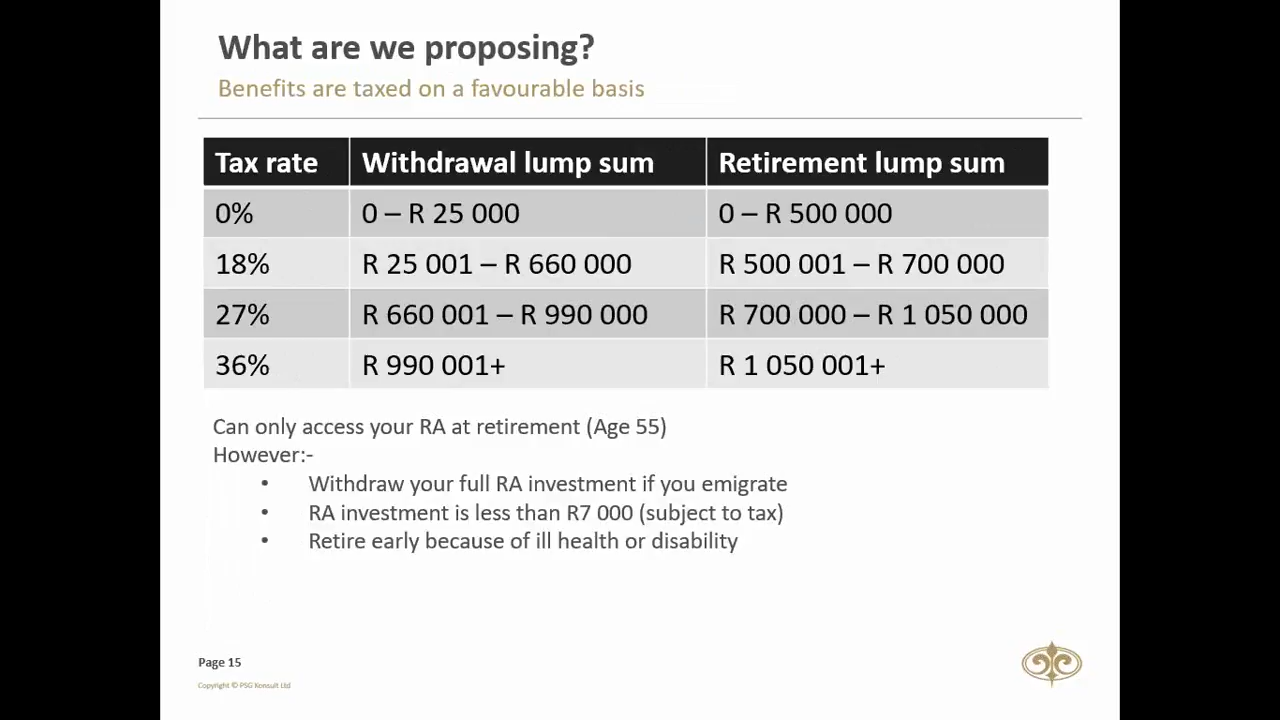 What are we proposing?
Benefits are taxed on a favourable basis
Tax rate Withdrawal lump sum Retirement lump sum
0% 0 – R 25 000 0 – R 500 000
18% R 25 001 – R 660 000 R 500 001 – R 700 000
27% R 660 001 – R 990 000 R 700 000 – R 1 050 000
36% R 990 001+ R 1 050 001+
Can only access your RA at retirement (Age 55)
However:-
• Withdraw your full RA investment if you emigrate
• RA investment is less than R7 000 (subject to tax)
• Retire early because of ill health or disability
Page 15
Copyright © PSG Konsult Ltd